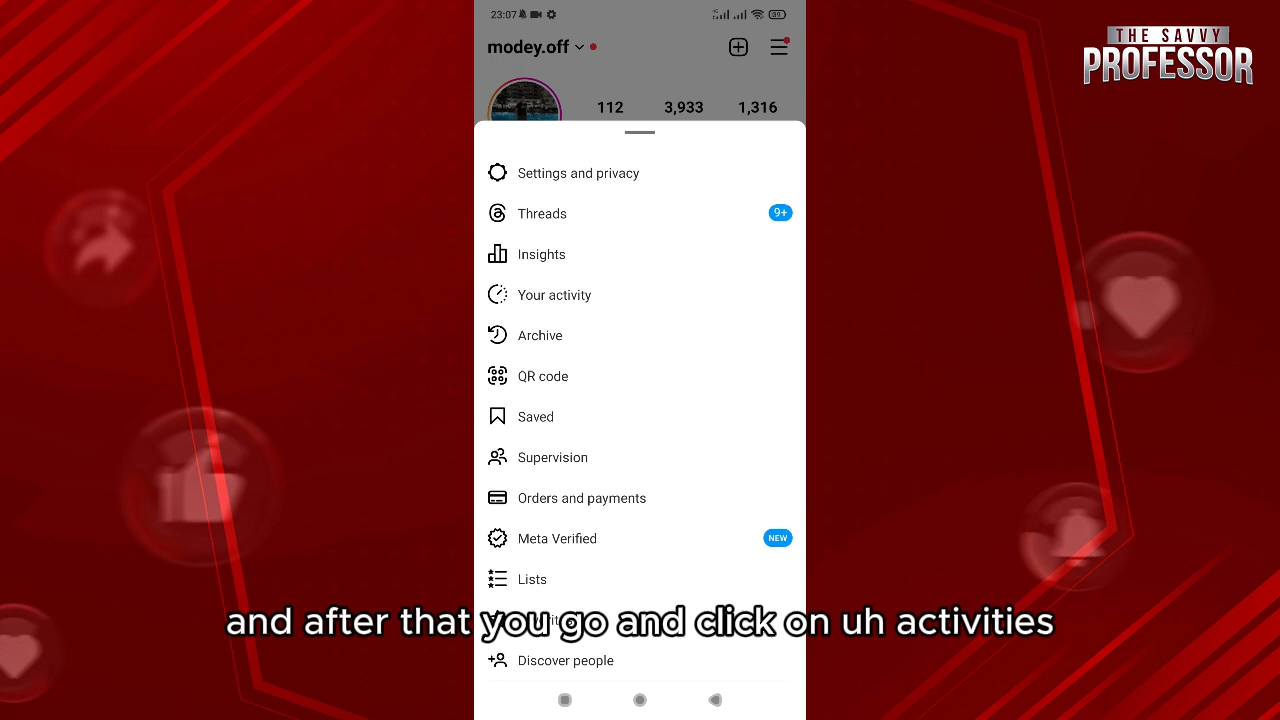 23:07
4G
89
THE SAVVY
PROFESSOR
modey.off
112 3,933 1,316
Settings and privacy
Threads 9+
Insights
Your activity
Archive
QR code
Saved
Supervision
Orders and payments
Meta Verified NEW
Lists
and after that you go and click on uh activities
Discover people